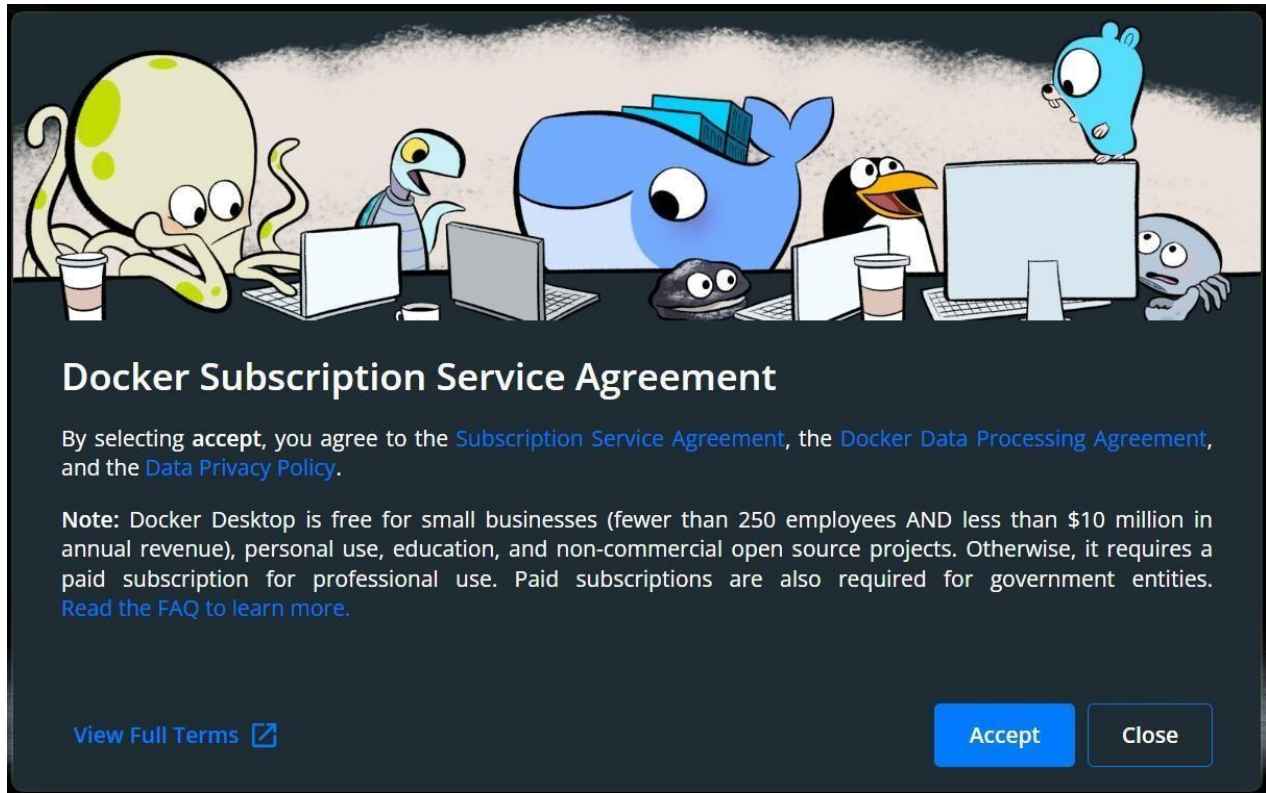 Docker Subscription Service Agreement
By selecting accept, you agree to the Subscription Service Agreement, the Docker Data Processing Agreement,
and the Data Privacy Policy.
Note: Docker Desktop is free for small businesses (fewer than 250 employees AND less than $10 million in
annual revenue), personal use, education, and non-commercial open source projects. Otherwise, it requires a
paid subscription for professional use. Paid subscriptions are also required for government entities.
Read the FAQ to learn more.
View Full Terms
Accept
Close